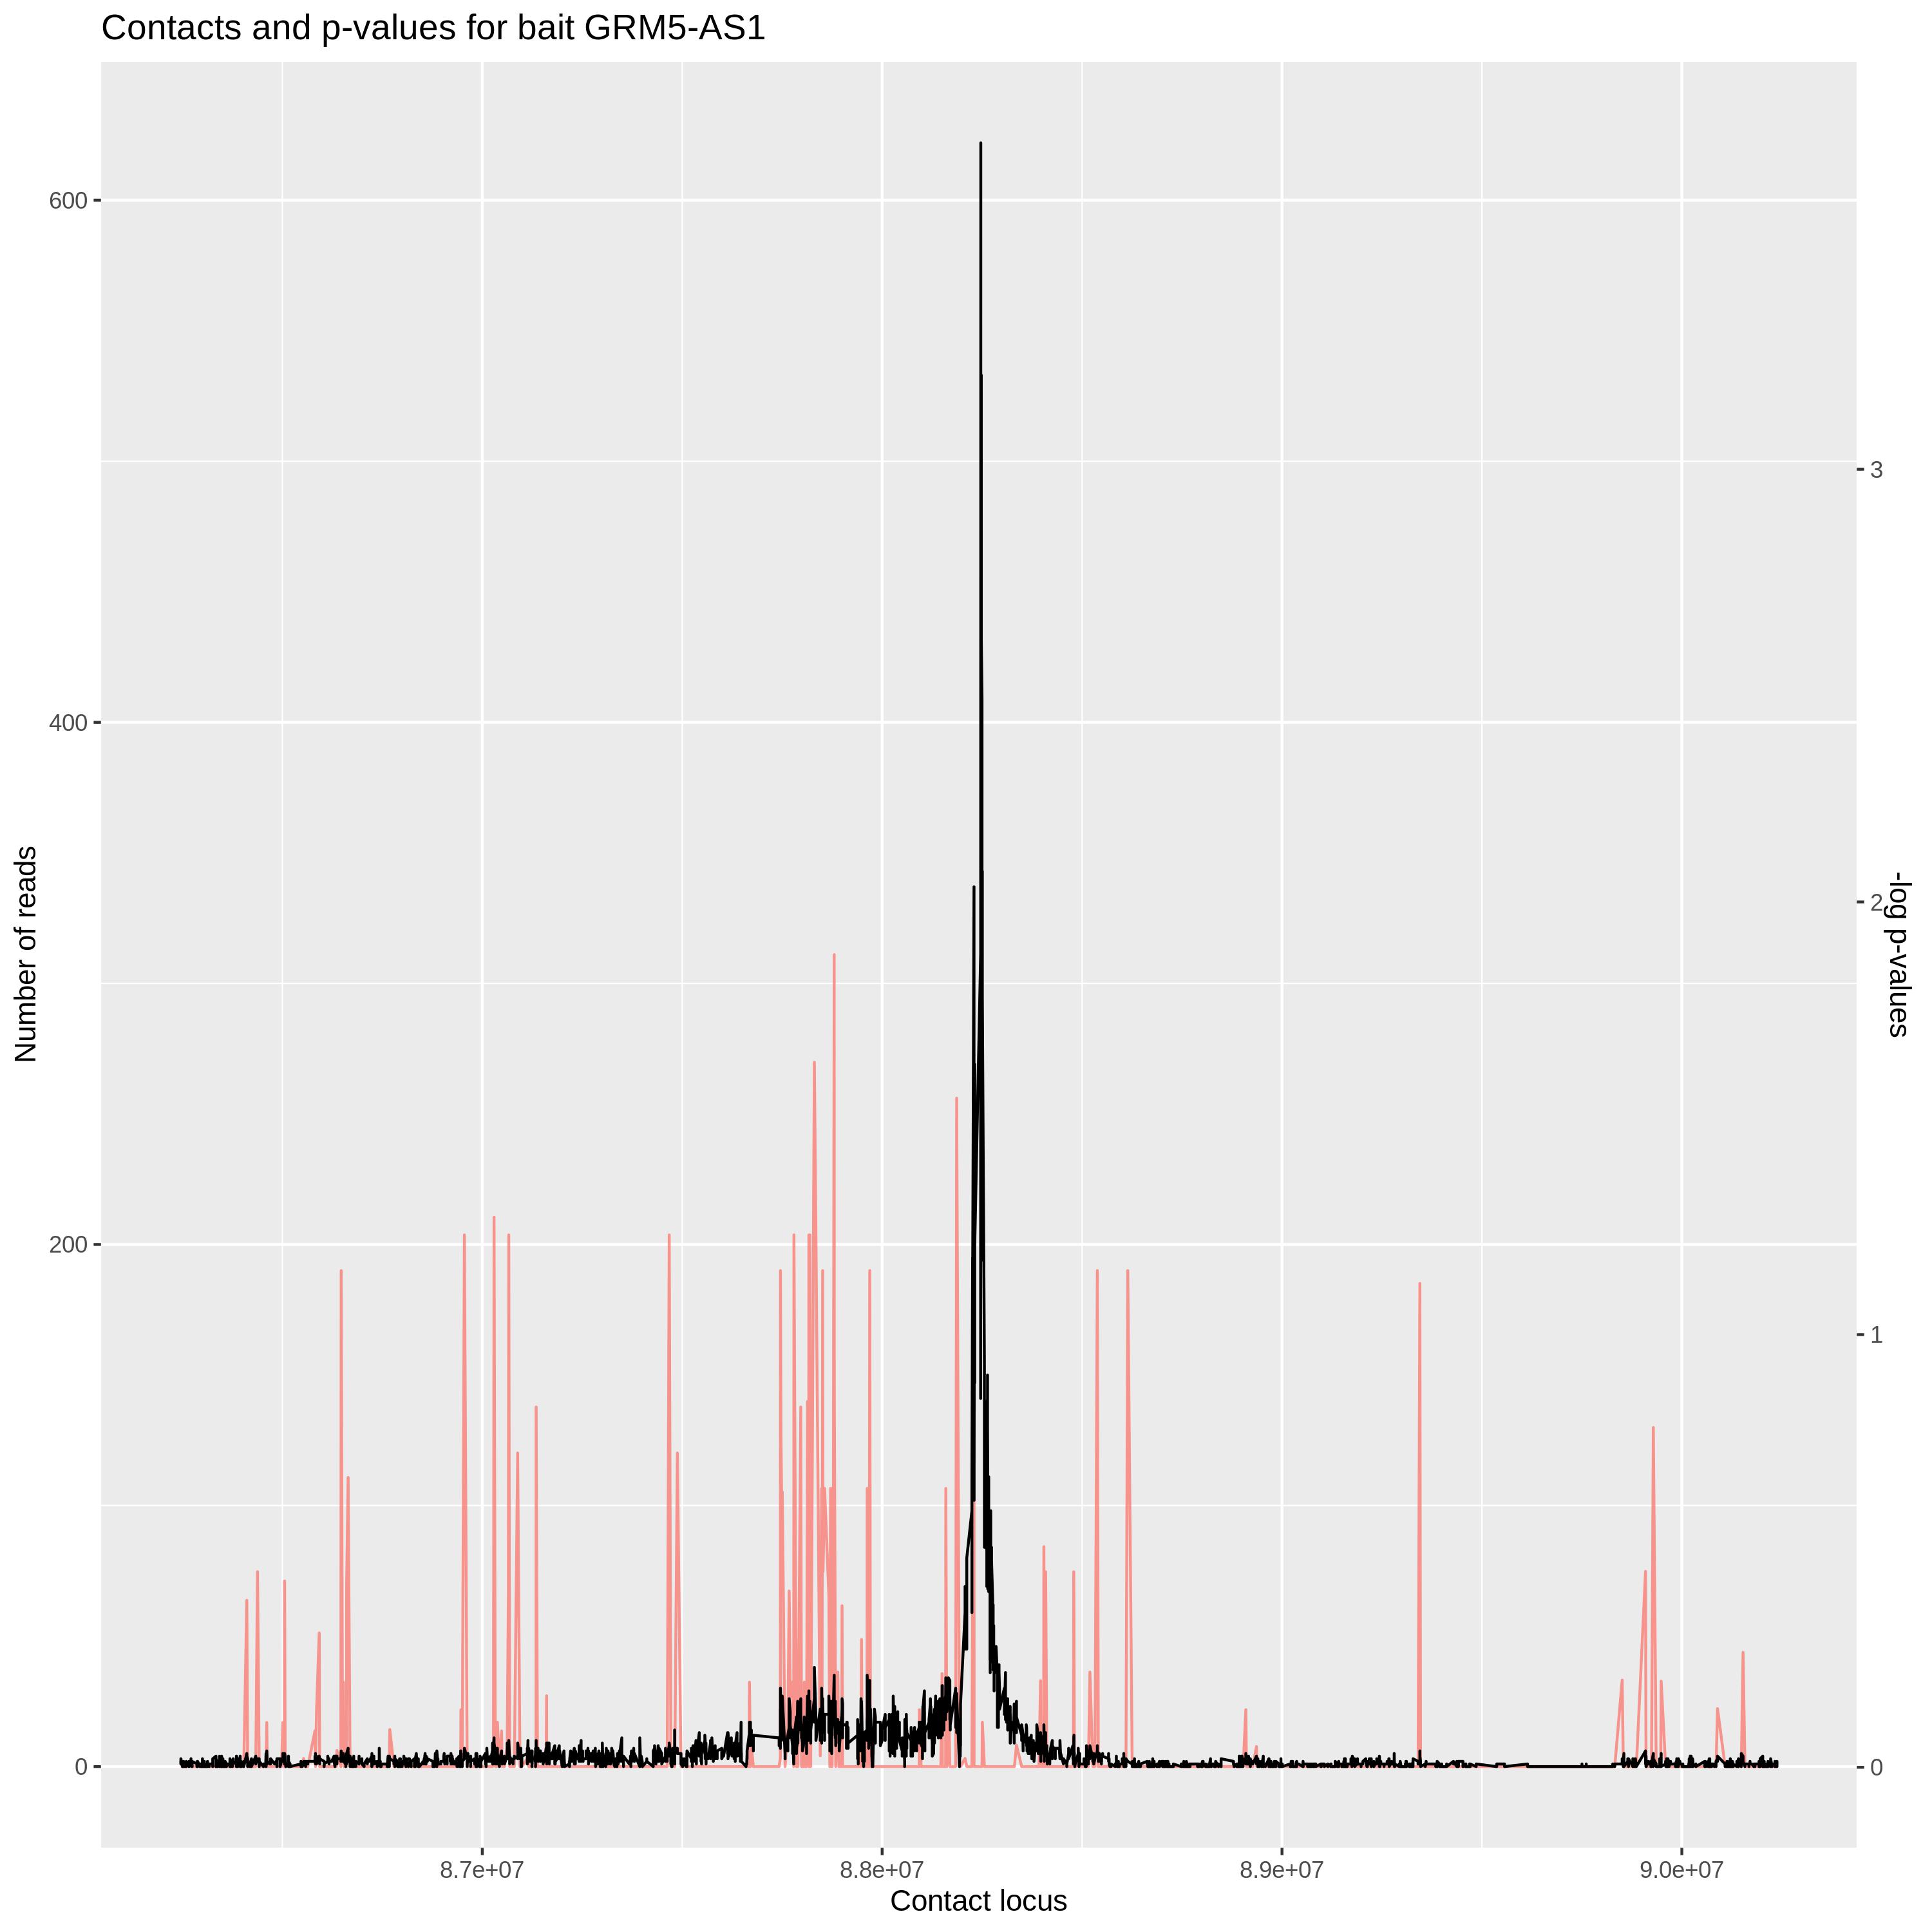 Contacts and p-values for bait GRM5-AS1
600
400
200
0
Number of reads
3
2
1
0
-log p-values
8.7e+07
8.8e+07
8.9e+07
9.0e+07
Contact locus